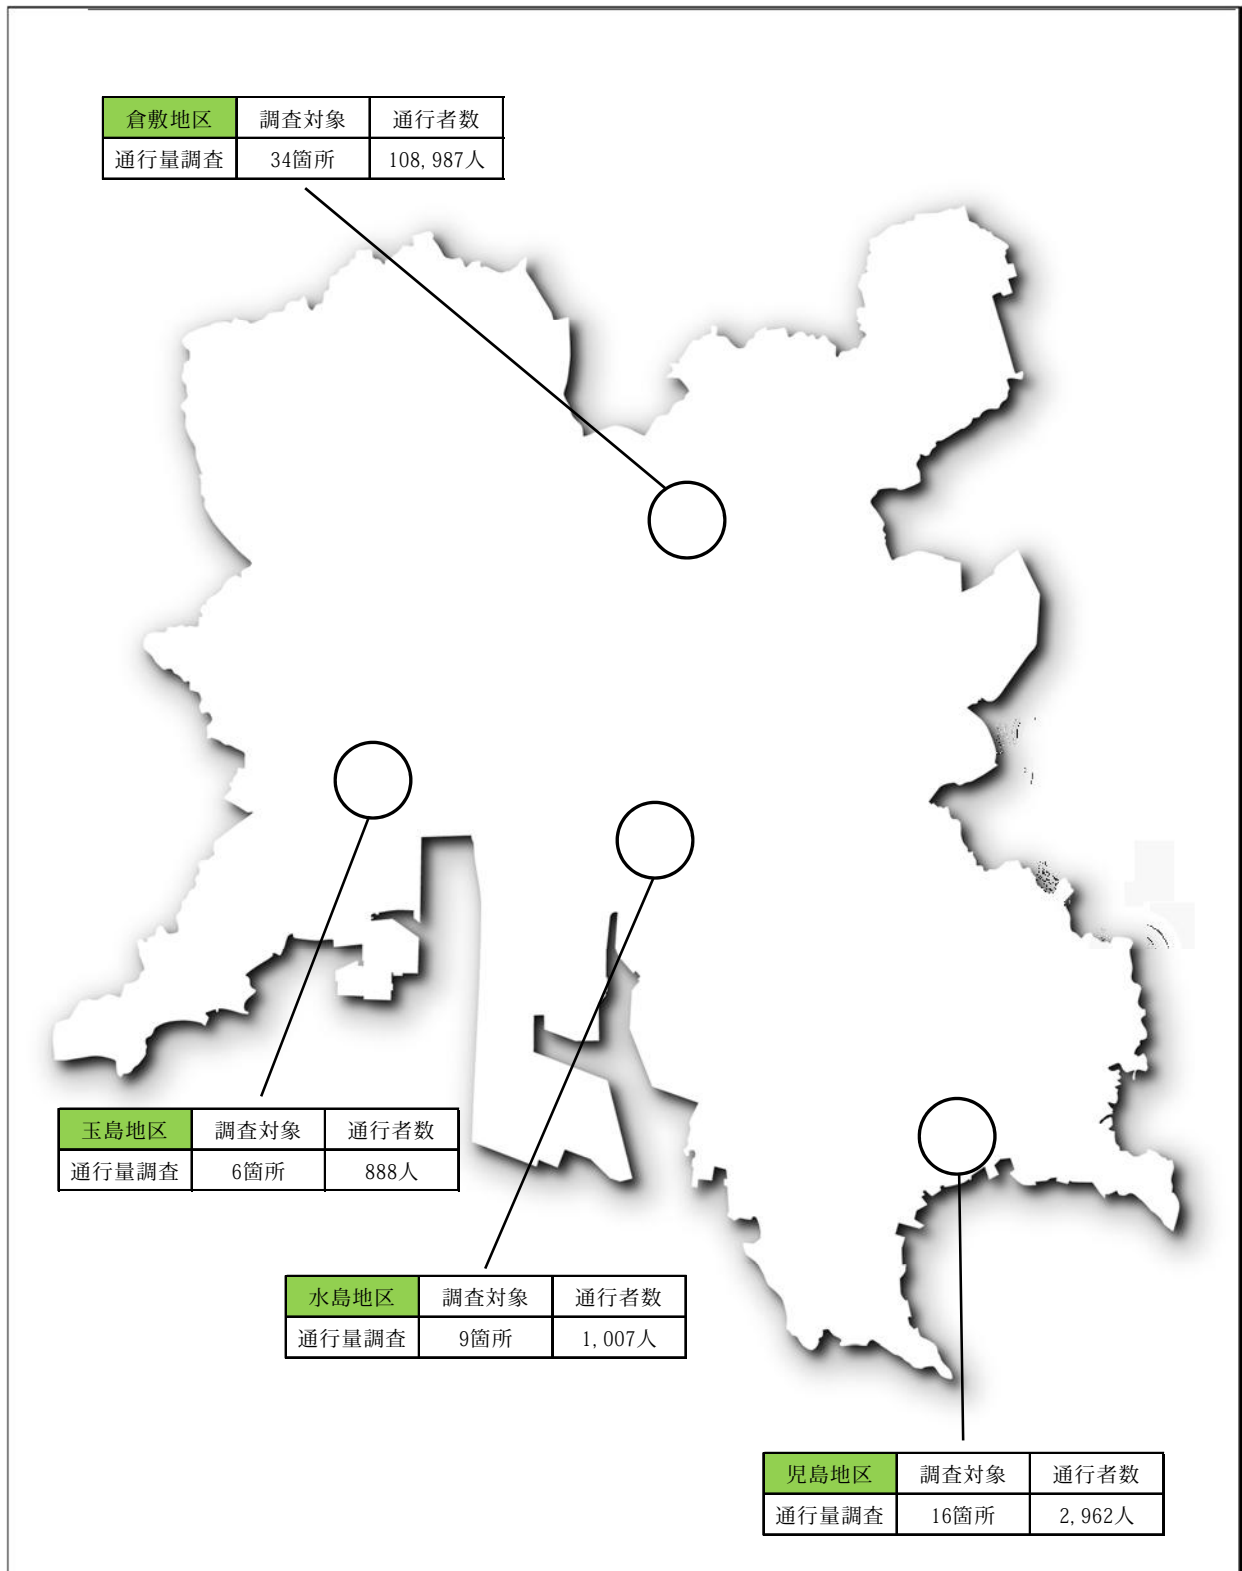 倉敷地区 調査対象 通行者数
通行量調査 34箇所 108,987人
玉島地区 調査対象 通行者数
通行量調査 6箇所 888人
水島地区 調査対象 通行者数
通行量調査 9箇所 1,007人
児島地区 調査対象 通行者数
通行量調査 16箇所 2,962人